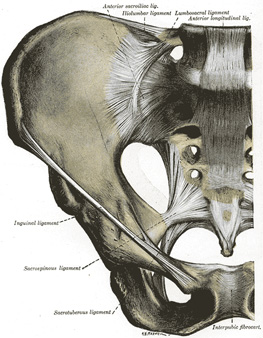 Anterior sacroiliac lig.
Iliolumbar ligament
Lumbosacral ligament
Anterior longitudinal lig.
Inguinal ligament
Sacrospinous ligament
Sacrotuberous ligament
Interpubic fibrocart.